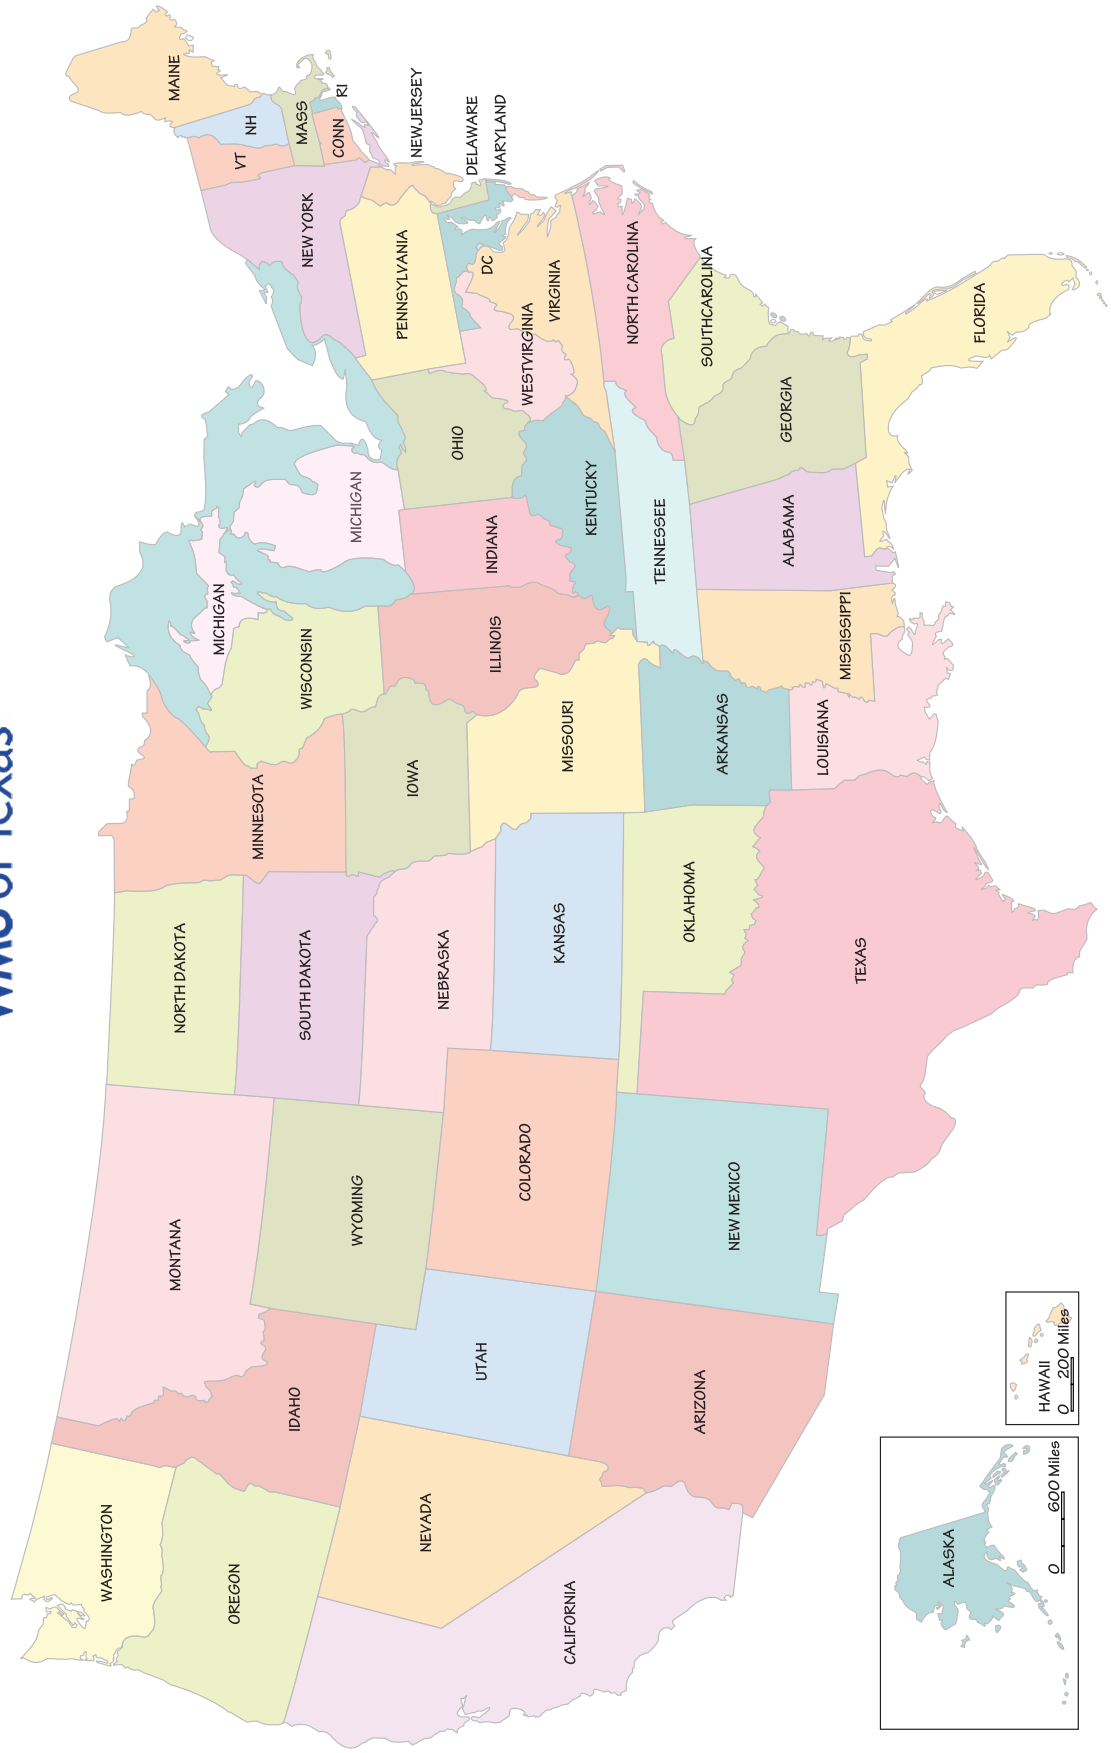 of Texas
WASHINGTON
MONTANA
NORTH DAKOTA
MINNESOTA
OREGON
IDAHO
WYOMING
SOUTH DAKOTA
WISCONSIN
MICHIGAN
MICHIGAN
NEW YORK
VT
NH
MAINE
MASS
RI
CONN
NEVADA
UTAH
COLORADO
NEBRASKA
IOWA
ILLINOIS
INDIANA
OHIO
PENNSYLVANIA
NEWJERSEY
DELAWARE
MARYLAND
DC
CALIFORNIA
KANSAS
MISSOURI
KENTUCKY
WESTVIRGINIA
VIRGINIA
ARIZONA
NEW MEXICO
OKLAHOMA
ARKANSAS
TENNESSEE
NORTH CAROLINA
SOUTHCAROLINA
TEXAS
LOUISIANA
MISSISSIPPI
ALABAMA
GEORGIA
FLORIDA
ALASKA
0 600 Miles
HAWAII
0 200 Miles